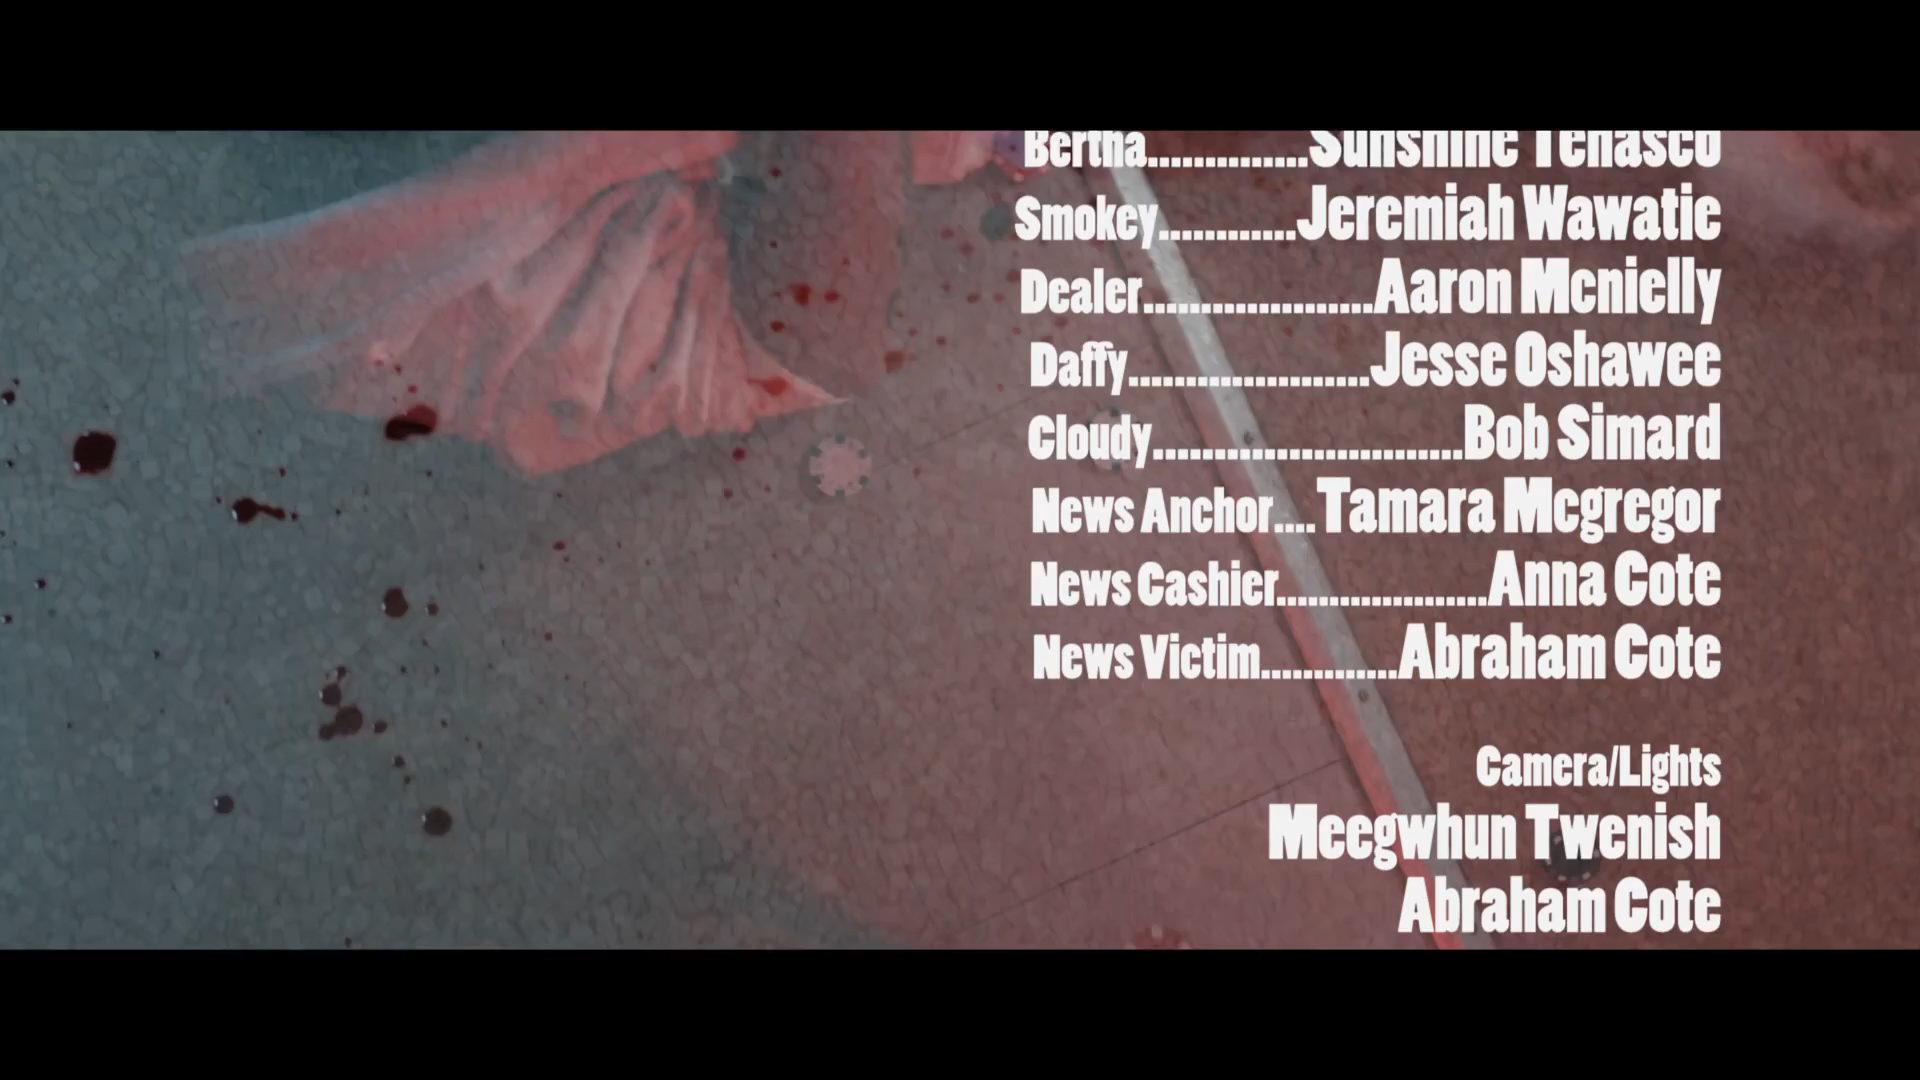 Bertha..............Sunshine Tenasco
Smokey............Jeremiah Wawatie
Dealer....................Aaron Mcnielly
Daffy.....................Jesse Oshawee
Cloudy...........................Bob Simard
News Anchor....Tamara Mcgregor
News Cashier...................Anna Cote
News Victim............Abraham Cote
Camera/Lights
Meegwhun Twenish
Abraham Cote